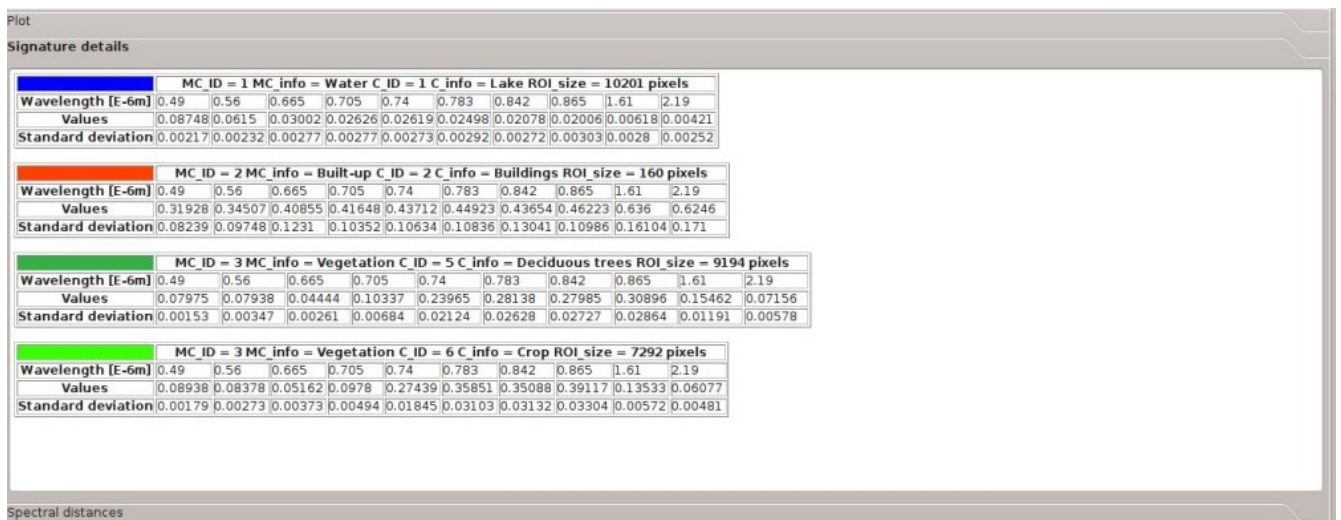 Plot
Signature details
MC_ID = 1 MC_info = Water C_ID = 1 C_info = Lake ROI_size = 10201 pixels
Wavelength [E-6m] 0.49 0.56 0.665 0.705 0.74 0.783 0.842 0.865 1.61 2.19
Values 0.08748 0.0615 0.03002 0.02626 0.02619 0.02498 0.02078 0.02006 0.00618 0.00421
Standard deviation 0.00217 0.00232 0.00277 0.00277 0.00273 0.00292 0.00272 0.00303 0.0028 0.00252
MC_ID = 2 MC_info = Built-up C_ID = 2 C_info = Buildings ROI_size = 160 pixels
Wavelength [E-6m] 0.49 0.56 0.665 0.705 0.74 0.783 0.842 0.865 1.61 2.19
Values 0.31928 0.34507 0.40855 0.41648 0.43712 0.44923 0.43654 0.46223 0.636 0.6246
Standard deviation 0.08239 0.09748 0.1231 0.10352 0.10634 0.10836 0.13041 0.10986 0.16104 0.171
MC_ID = 3 MC_info = Vegetation C_ID = 5 C_info = Deciduous trees ROI_size = 9194 pixels
Wavelength [E-6m] 0.49 0.56 0.665 0.705 0.74 0.783 0.842 0.865 1.61 2.19
Values 0.07975 0.07938 0.04444 0.10337 0.23965 0.28138 0.27985 0.30896 0.15462 0.07156
Standard deviation 0.00153 0.00347 0.00261 0.00684 0.02124 0.02628 0.02727 0.02864 0.01191 0.00578
MC_ID = 3 MC_info = Vegetation C_ID = 6 C_info = Crop ROI_size = 7292 pixels
Wavelength [E-6m] 0.49 0.56 0.665 0.705 0.74 0.783 0.842 0.865 1.61 2.19
Values 0.08938 0.08378 0.05162 0.0978 0.27439 0.35851 0.35088 0.39117 0.13533 0.06077
Standard deviation 0.00179 0.00273 0.00373 0.00494 0.01845 0.03103 0.03132 0.03304 0.00572 0.00481
Spectral distances